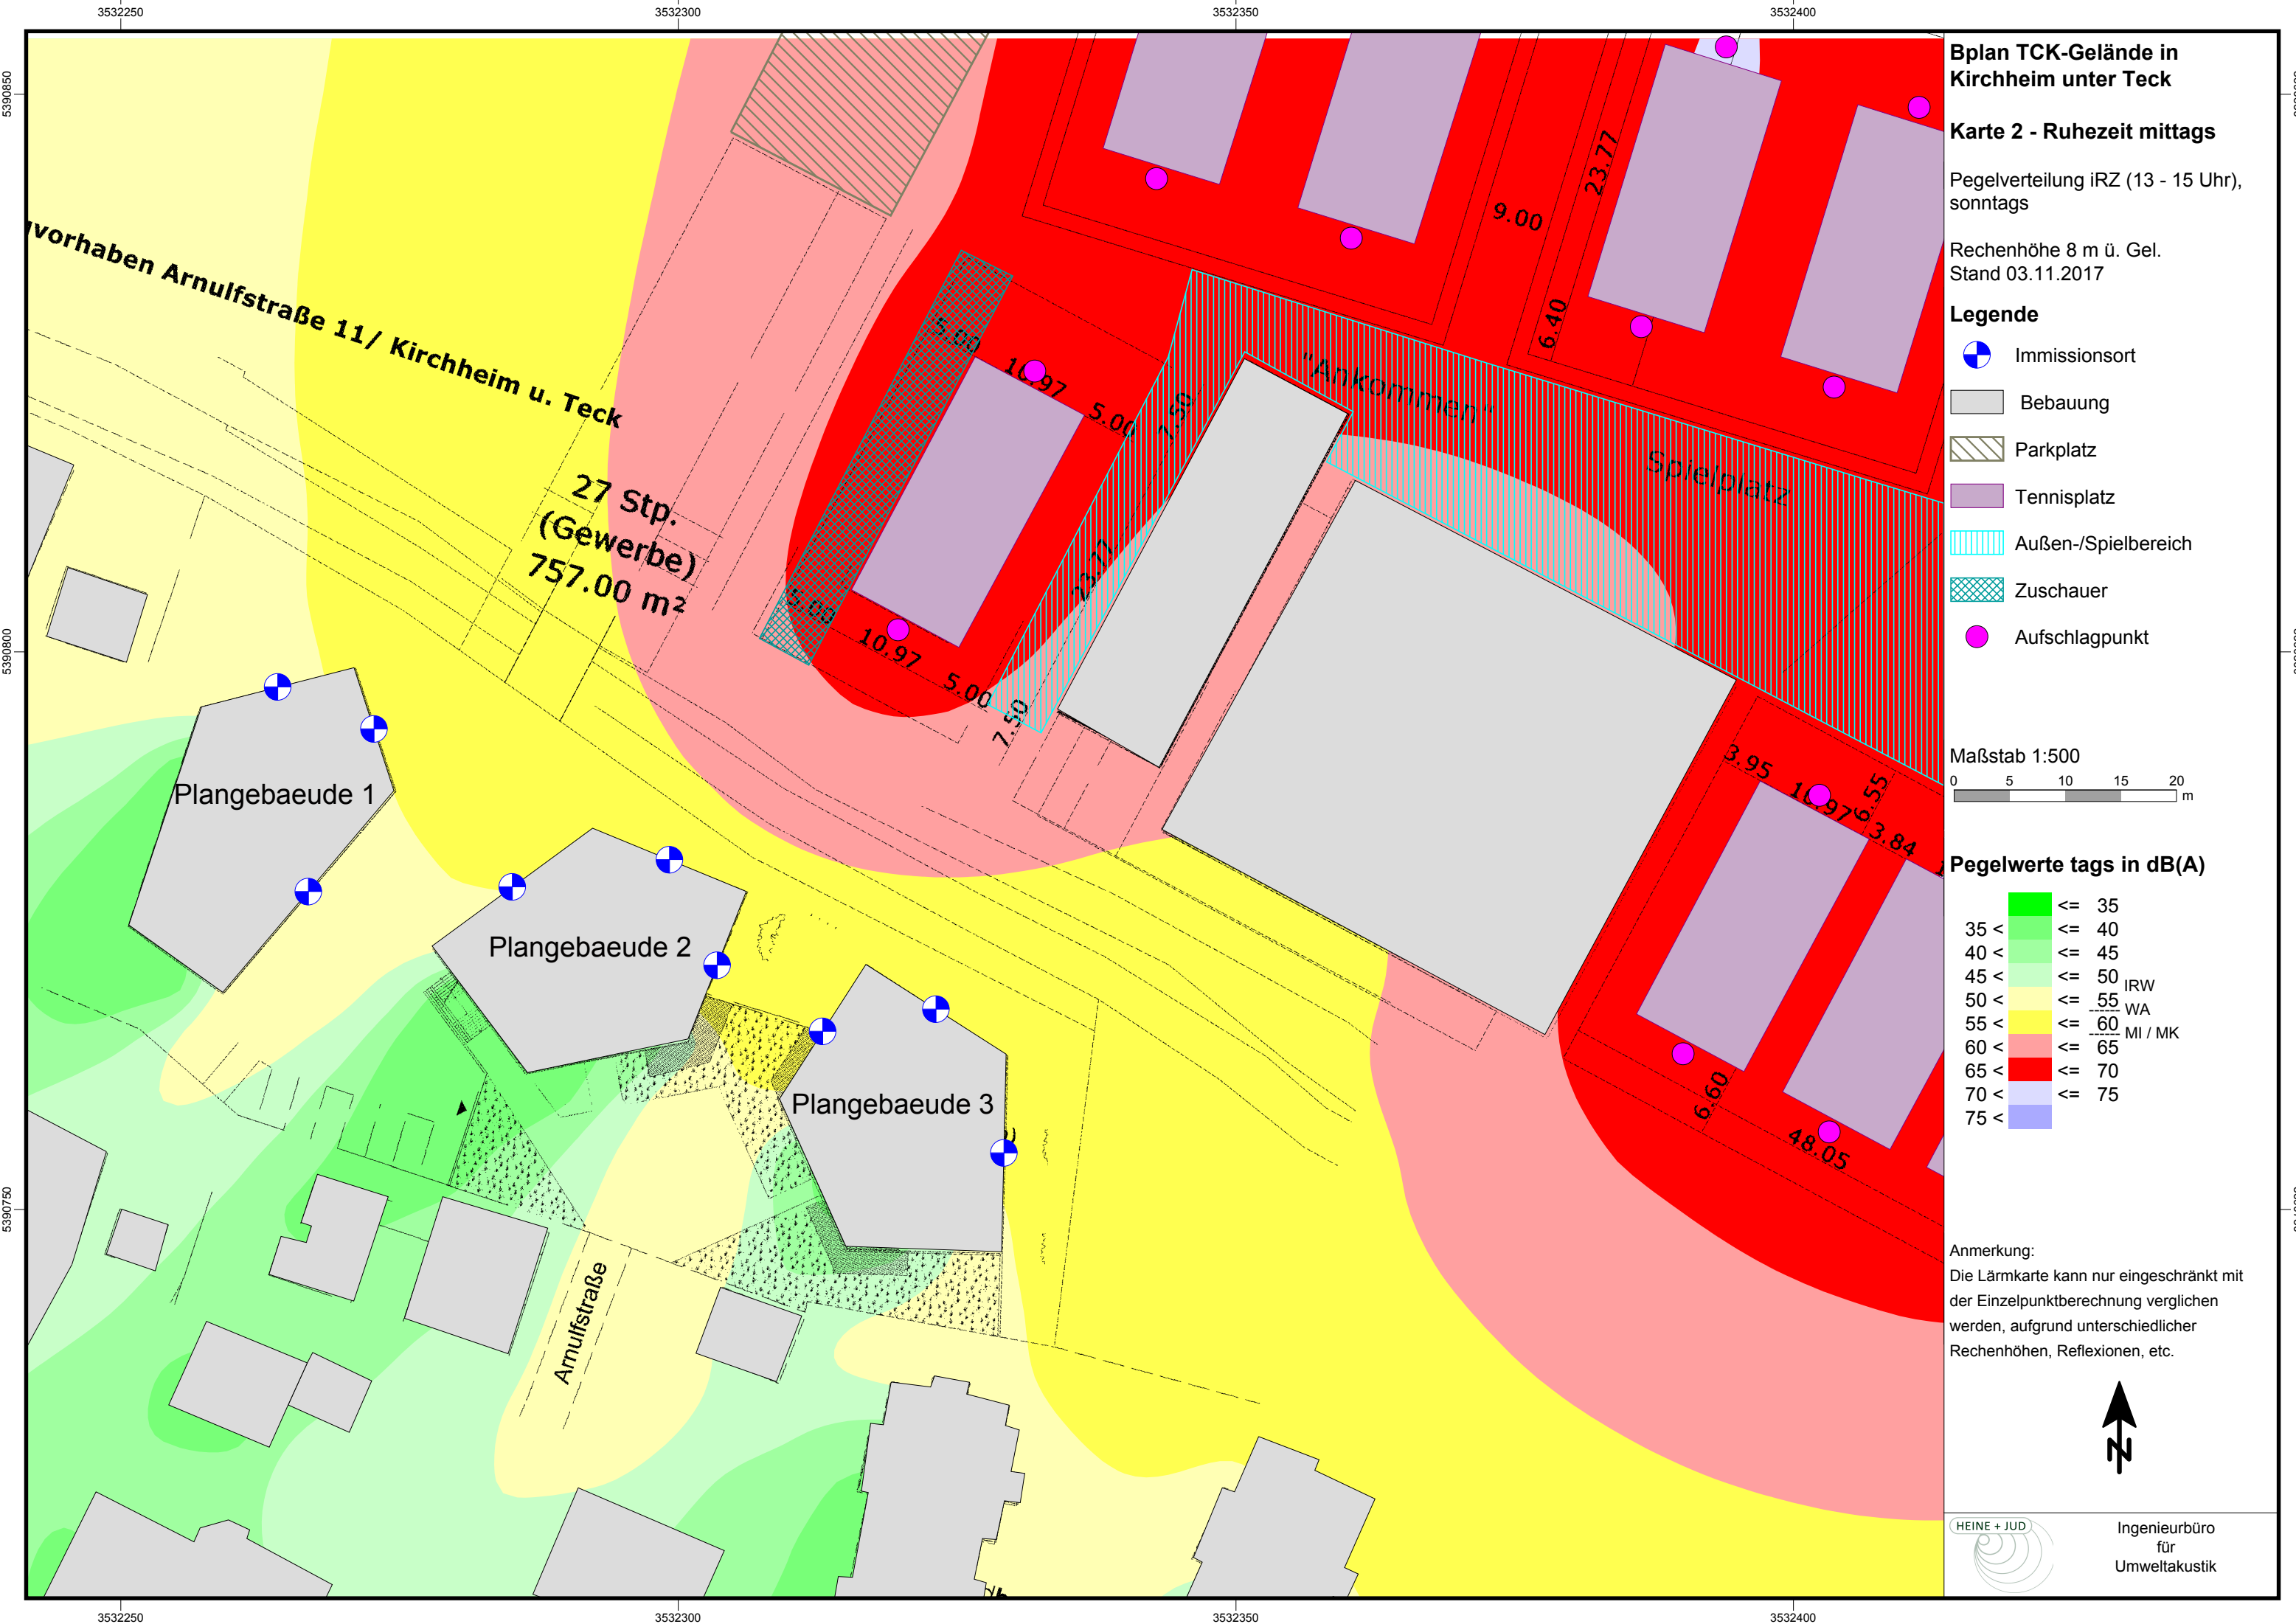 3532250
3532300
3532350
3532400
5390850
5390800
5390750
Arnulfstraße 11/ Kirchheim u. Teck
27 Stp.
(Gewerbe)
757.00 m²
23.77
9.00
6.40
5.00
10.97
5.00
7.50
"Ankommen"
Spielplatz
23.77
5.00
10.97
5.00
7.50
3.95
10.97
6.55
3.84
6.60
48.05
Plangebaeude 1
Plangebaeude 2
Plangebaeude 3
Arnulfstraße
Bplan TCK-Gelände in
Kirchheim unter Teck
Karte 2 - Ruhezeit mittags
Pegelverteilung iRZ (13 - 15 Uhr),
sonntags
Rechenhöhe 8 m ü. Gel.
Stand 03.11.2017
Legende
Immissionsort
Bebauung
Parkplatz
Tennisplatz
Außen-/Spielbereich
Zuschauer
Aufschlagpunkt
Maßstab 1:500
0 5 10 15 20
m
Pegelwerte tags in dB(A)
<= 35
35 < <= 40
40 < <= 45
45 < <= 50
IRW
50 < <= 55
WA
55 < <= 60
MI / MK
60 < <= 65
65 < <= 70
70 < <= 75
75 <
Anmerkung:
Die Lärmkarte kann nur eingeschränkt mit
der Einzelpunktberechnung verglichen
werden, aufgrund unterschiedlicher
Rechenhöhen, Reflexionen, etc.
N
HEINE + JUD
Ingenieurbüro
für
Umweltakustik
3532250
3532300
3532350
3532400